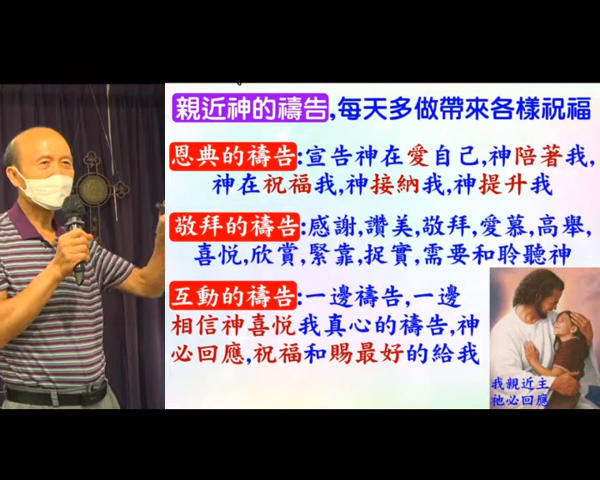 親近神的禱告,每天多做帶來各樣祝福
恩典的禱告:宣告神在愛自己,神陪著我,
神在祝福我,神接納我,神提升我
敬拜的禱告:感謝,讚美,敬拜,愛慕,高舉,
喜悅,欣賞,緊靠,捉實,需要和聆聽神
互動的禱告:一邊禱告,一邊
相信神喜悅我真心的禱告,神
必回應,祝福和賜最好的給我
我親近主
祂必回應